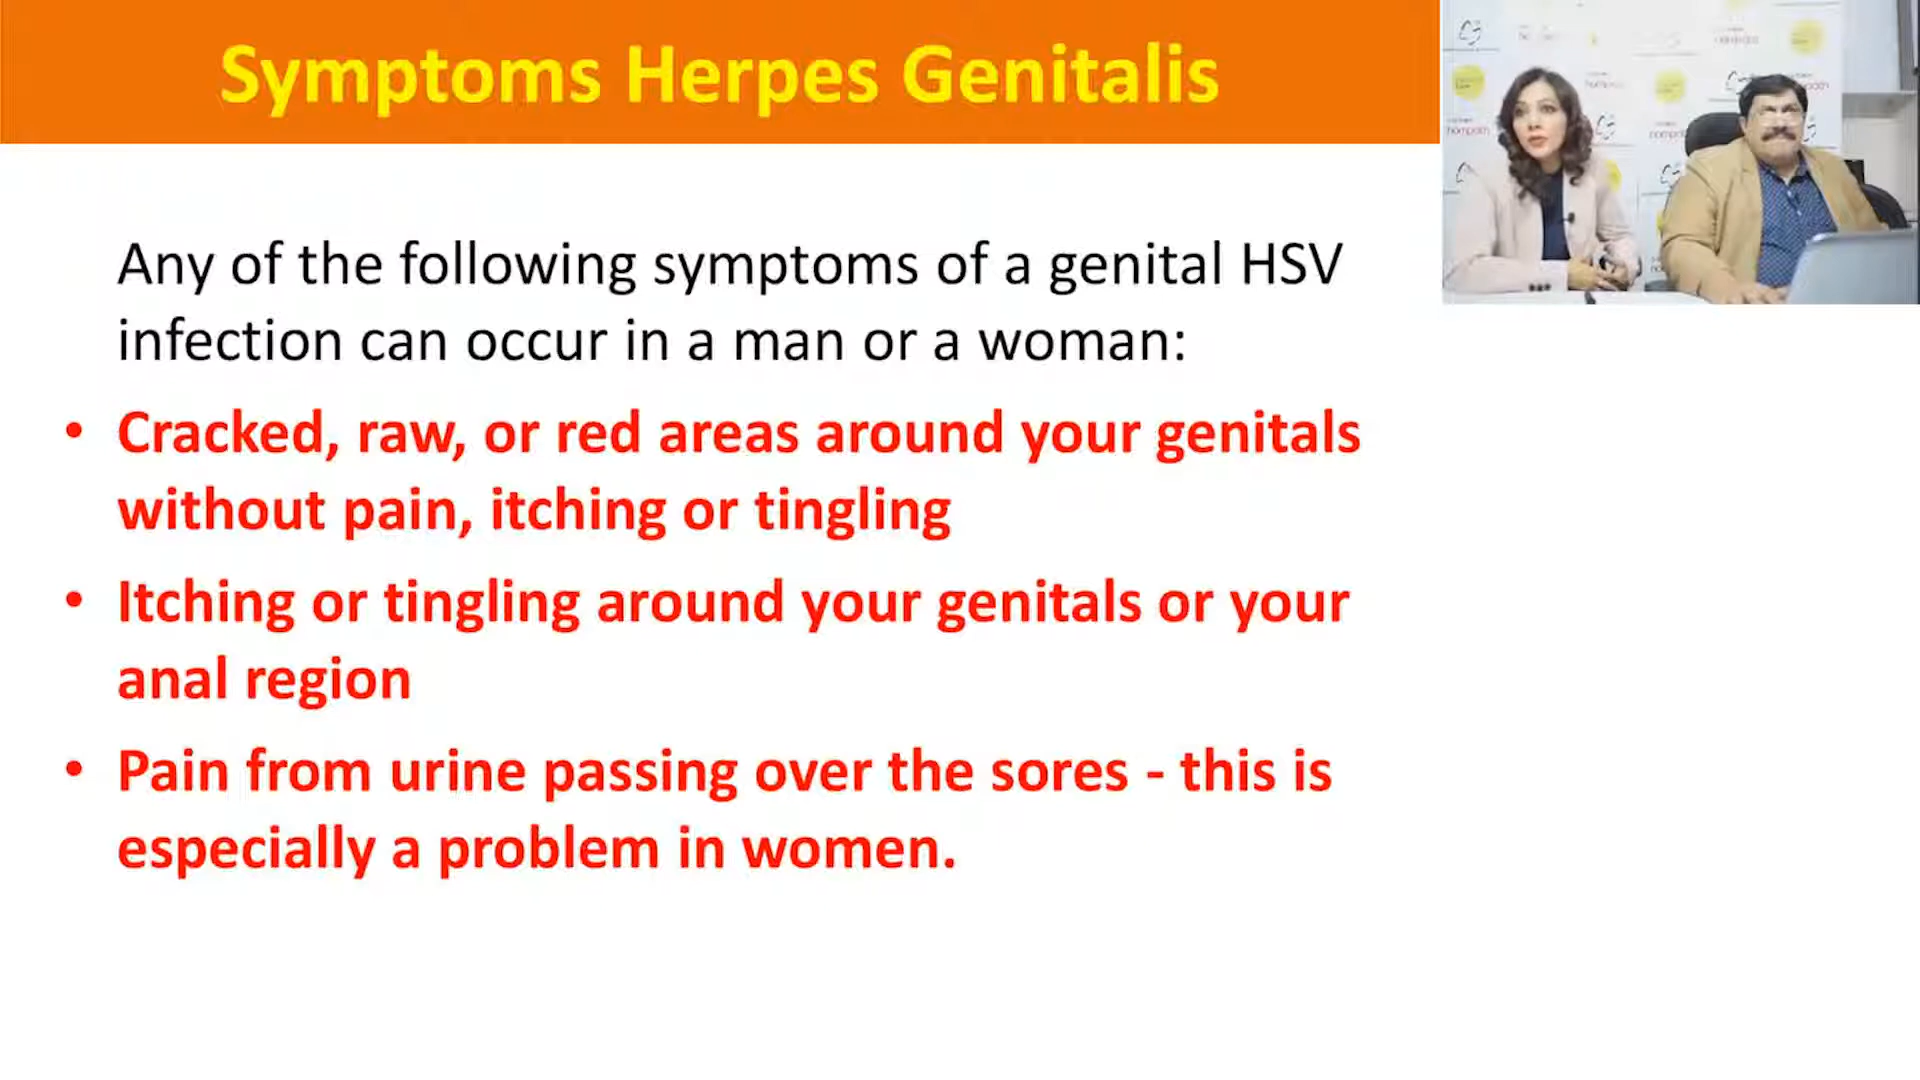 Symptoms Herpes Genitalis
Any of the following symptoms of a genital HSV
infection can occur in a man or a woman:
• Cracked, raw, or red areas around your genitals
without pain, itching or tingling
• Itching or tingling around your genitals or your
anal region
• Pain from urine passing over the sores - this is
especially a problem in women.